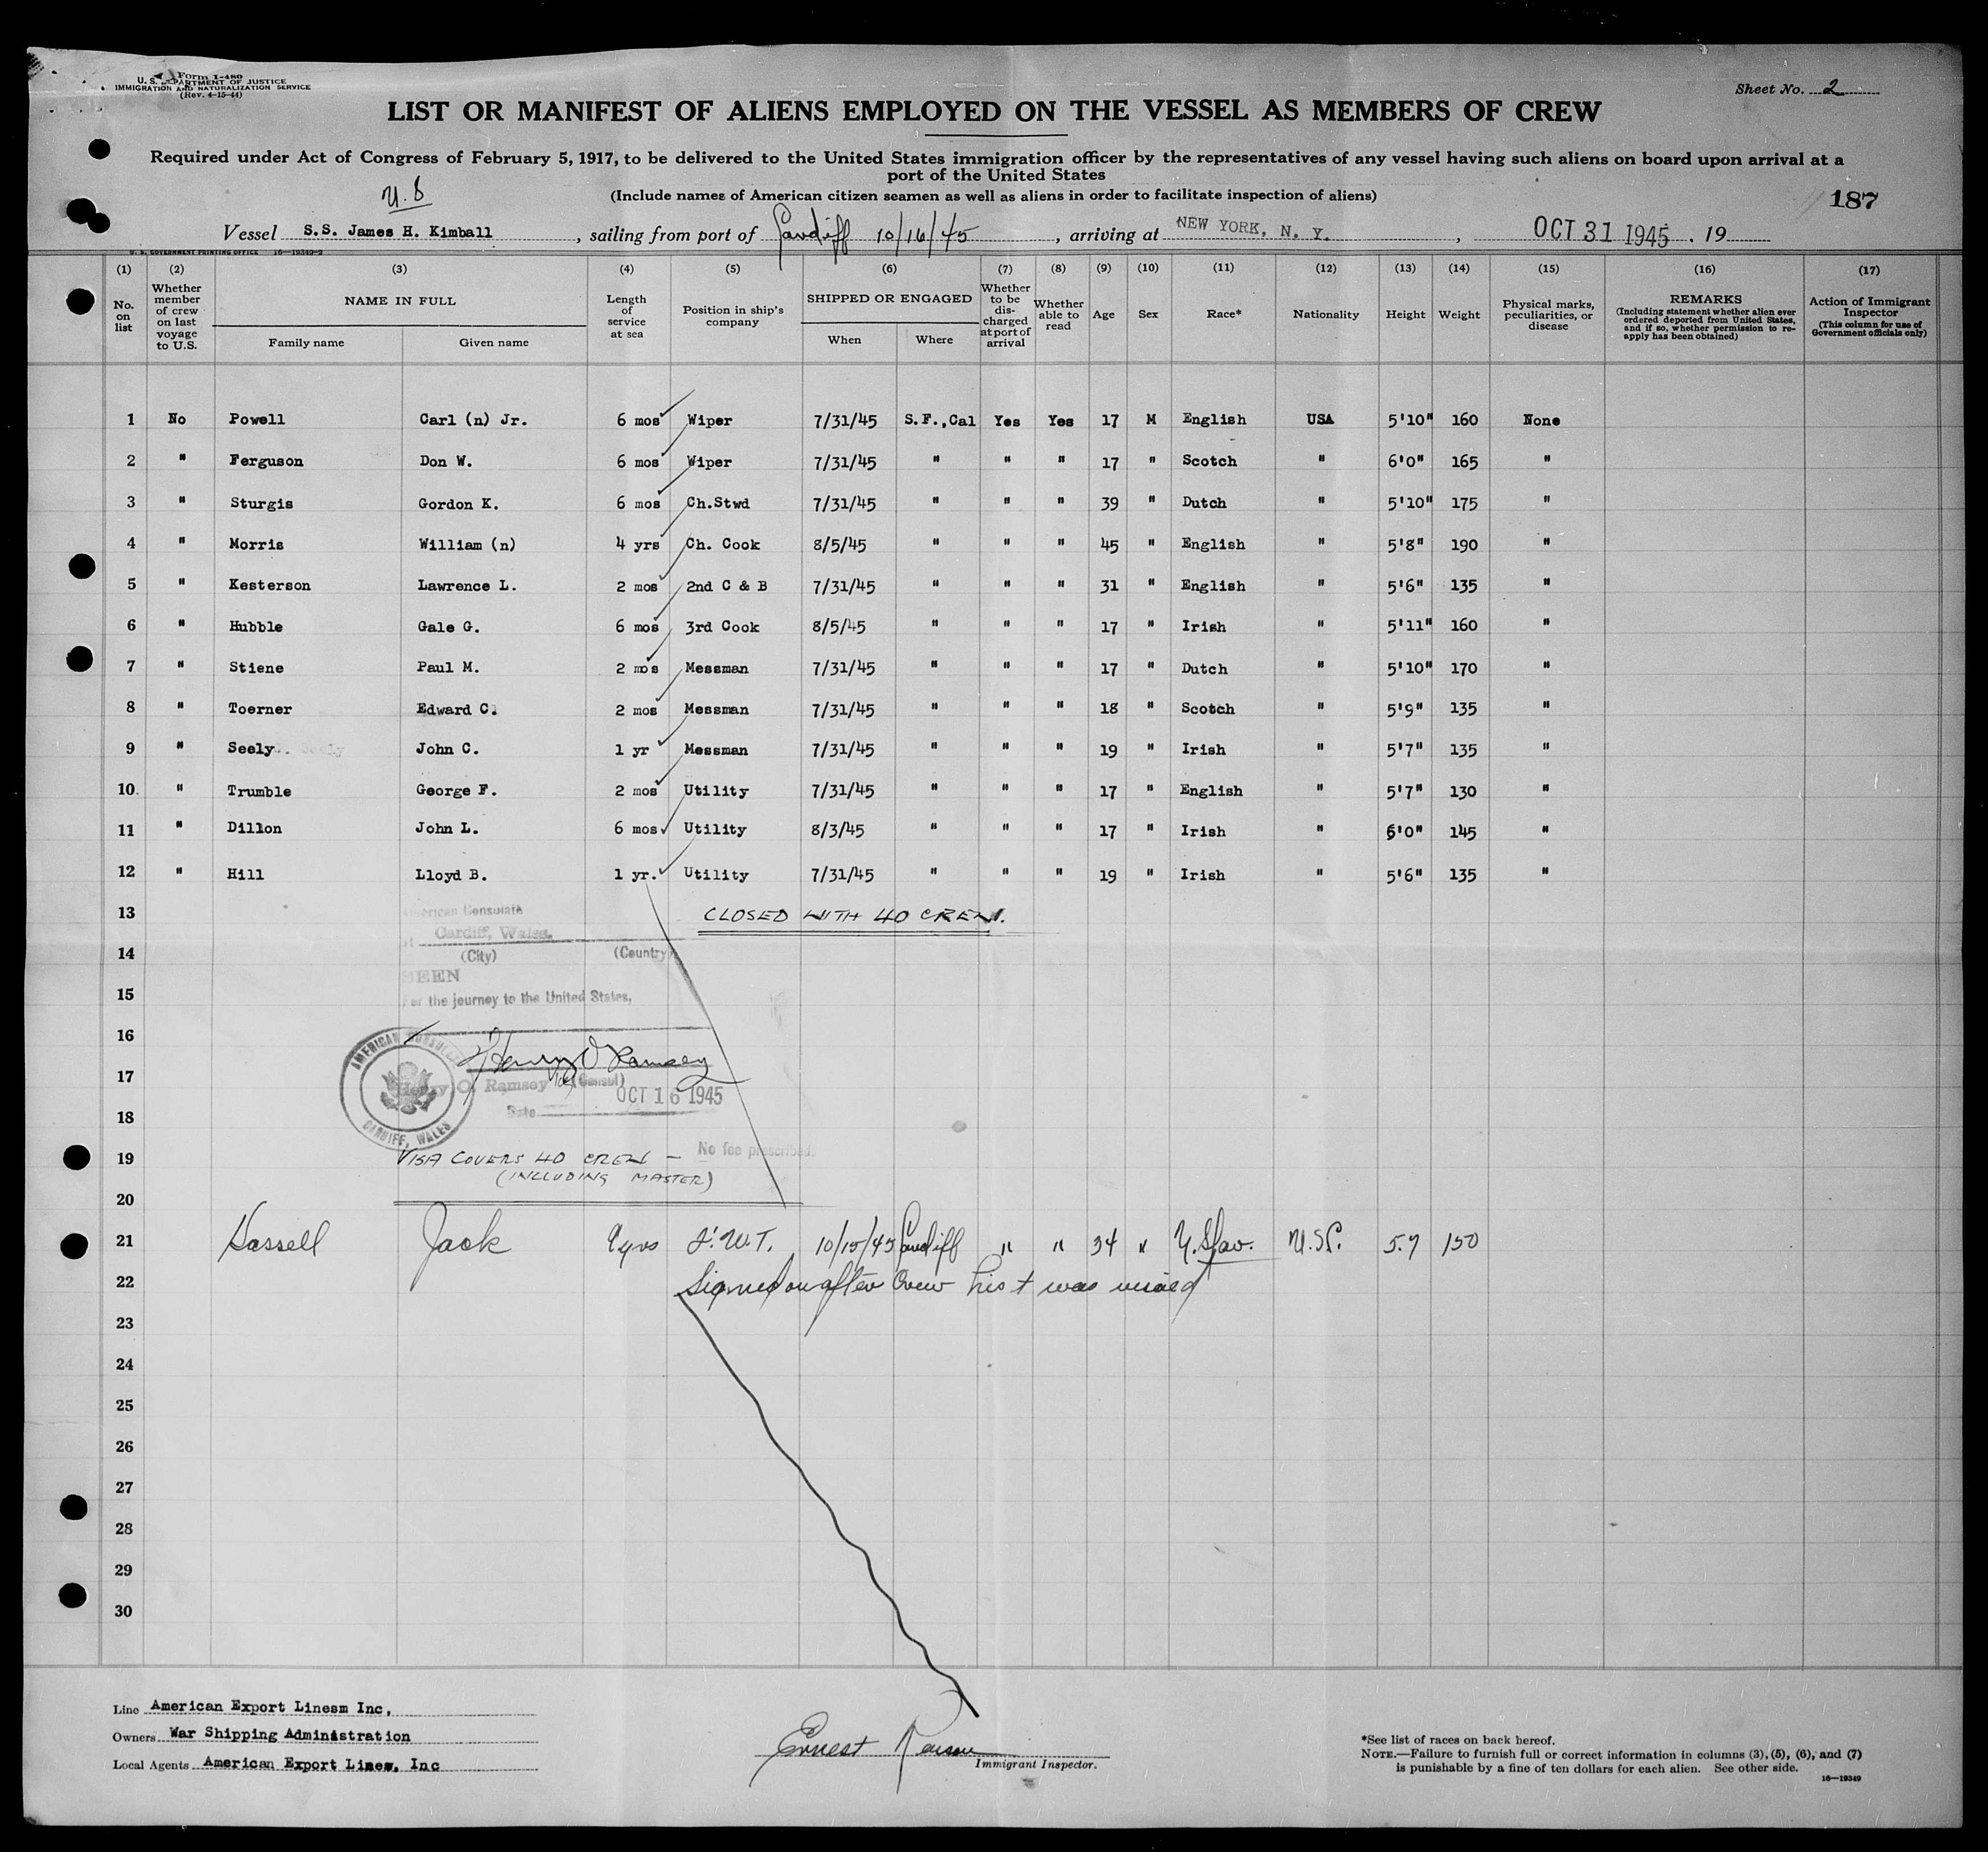 Form I-480
U. S. DEPARTMENT OF JUSTICE
IMMIGRATION AND NATURALIZATION SERVICE
(Rev. 4-15-44)
Sheet No. 2
LIST OR MANIFEST OF ALIENS EMPLOYED ON THE VESSEL AS MEMBERS OF CREW
Required under Act of Congress of February 5, 1917, to be delivered to the United States immigration officer by the representatives of any vessel having such aliens on board upon arrival at a
port of the United States
(Include names of American citizen seamen as well as aliens in order to facilitate inspection of aliens)
U.S
187
Vessel S.S. James H. Kimball, sailing from port of Cardiff 10/16/45, arriving at NEW YORK, N. Y., OCT 31 1945. 19
U. S. GOVERNMENT PRINTING OFFICE 16—19349-2
(1) (2) (3) (4) (5) (6) (7) (8) (9) (10) (11) (12) (13) (14) (15) (16) (17)
No. on list
Whether member of crew on last voyage to U.S.
NAME IN FULL
Family name
Given name
Length of service at sea
Position in ship's company
SHIPPED OR ENGAGED
When
Where
Whether to be discharged at port of arrival
Whether able to read
Age
Sex
Race*
Nationality
Height
Weight
Physical marks, peculiarities, or disease
REMARKS
(Including statement whether alien ever ordered deported from United States, and if so, whether permission to reapply has been obtained)
Action of Immigrant Inspector
(This column for use of Government officials only)
1 No Powell Carl (n) Jr. 6 mos Wiper 7/31/45 S.F.,Cal Yes Yes 17 M English USA 5'10" 160 None
2 " Ferguson Don W. 6 mos Wiper 7/31/45 " " " 17 " Scotch " 6'0" 165 "
3 " Sturgis Gordon K. 6 mos Ch.Stwd 7/31/45 " " " 39 " Dutch " 5'10" 175 "
4 " Morris William (n) 4 yrs Ch. Cook 8/5/45 " " " 45 " English " 5'8" 190 "
5 " Kesterson Lawrence L. 2 mos 2nd C & B 7/31/45 " " " 31 " English " 5'6" 135 "
6 " Hubble Gale G. 6 mos 3rd Cook 8/5/45 " " " 17 " Irish " 5'11" 160 "
7 " Stiene Paul M. 2 mos Messman 7/31/45 " " " 17 " Dutch " 5'10" 170 "
8 " Toerner Edward C. 2 mos Messman 7/31/45 " " " 18 " Scotch " 5'9" 135 "
9 " Seely John C. 1 yr Messman 7/31/45 " " " 19 " Irish " 5'7" 135 "
10 " Trumble George F. 2 mos Utility 7/31/45 " " " 17 " English " 5'7" 130 "
11 " Dillon John L. 6 mos Utility 8/3/45 " " " 17 " Irish " 6'0" 145 "
12 " Hill Lloyd B. 1 yr. Utility 7/31/45 " " " 19 " Irish " 5'6" 135 "
13 American Consulate CLOSED WITH 40 CREW.
at Cardiff, Wales.
14 (City) (Country)
SEEN
15 For the journey to the United States,
16
AMERICAN CONSULATE CARDIFF, WALES
Henry O Ramsey
17 Henry O. Ramsey Vice (Consul)
OCT 16 1945
18 Date
19 VISA COVERS 40 CREW — No fee prescribed.
(INCLUDING MASTER)
20
21 Hassell Jack 9 yrs F.W.T. 10/15/45 Cardiff " " 34 " Y.Slav. U.S. 5.7 150
22 Signed on after Crew List was visaed
23
24
25
26
27
28
29
30
Line American Export Linesm Inc,
Owners War Shipping Administration
Local Agents American Export Lines, Inc
Ernest
Immigrant Inspector.
*See list of races on back hereof.
NOTE.—Failure to furnish full or correct information in columns (3), (5), (6), and (7)
is punishable by a fine of ten dollars for each alien. See other side.
16—19349